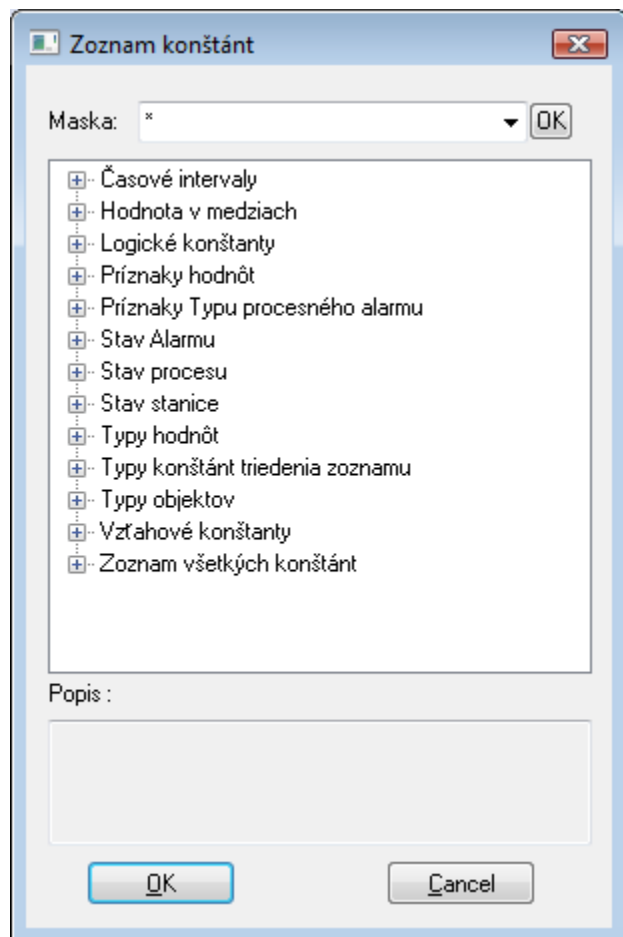 Zoznam konštánt
Maska: * OK
Časové intervaly
Hodnota v medziach
Logické konštanty
Príznaky hodnôt
Príznaky Typu procesného alarmu
Stav Alarmu
Stav procesu
Stav stanice
Typy hodnôt
Typy konštánt triedenia zoznamu
Typy objektov
Vzťahové konštanty
Zoznam všetkých konštánt
Popis :
OK Cancel